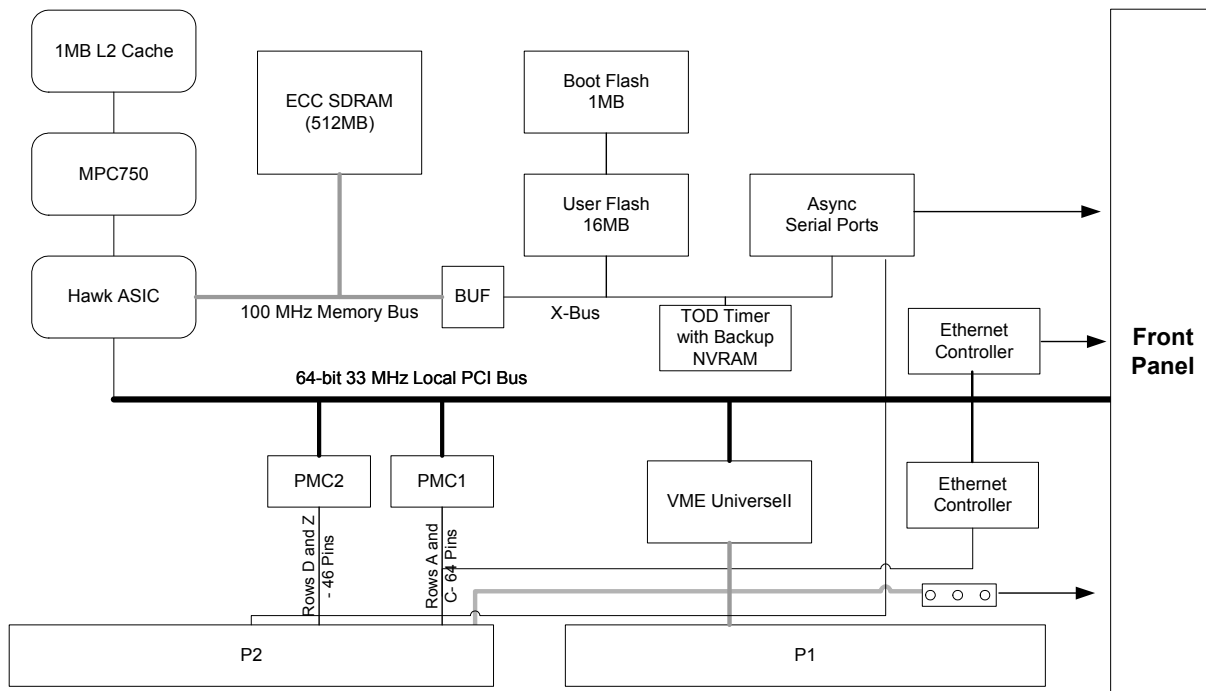 1MB L2 Cache
ECC SDRAM
(512MB)
Boot Flash
1MB
MPC750
User Flash
16MB
Async
Serial Ports
Hawk ASIC
100 MHz Memory Bus
BUF
X-Bus
TOD Timer
with Backup
NVRAM
Ethernet
Controller
Front
Panel
64-bit 33 MHz Local PCI Bus
PMC2
PMC1
VME UniverseII
Ethernet
Controller
Rows D and Z
- 46 Pins
Rows A and
C- 64 Pins
P2
P1